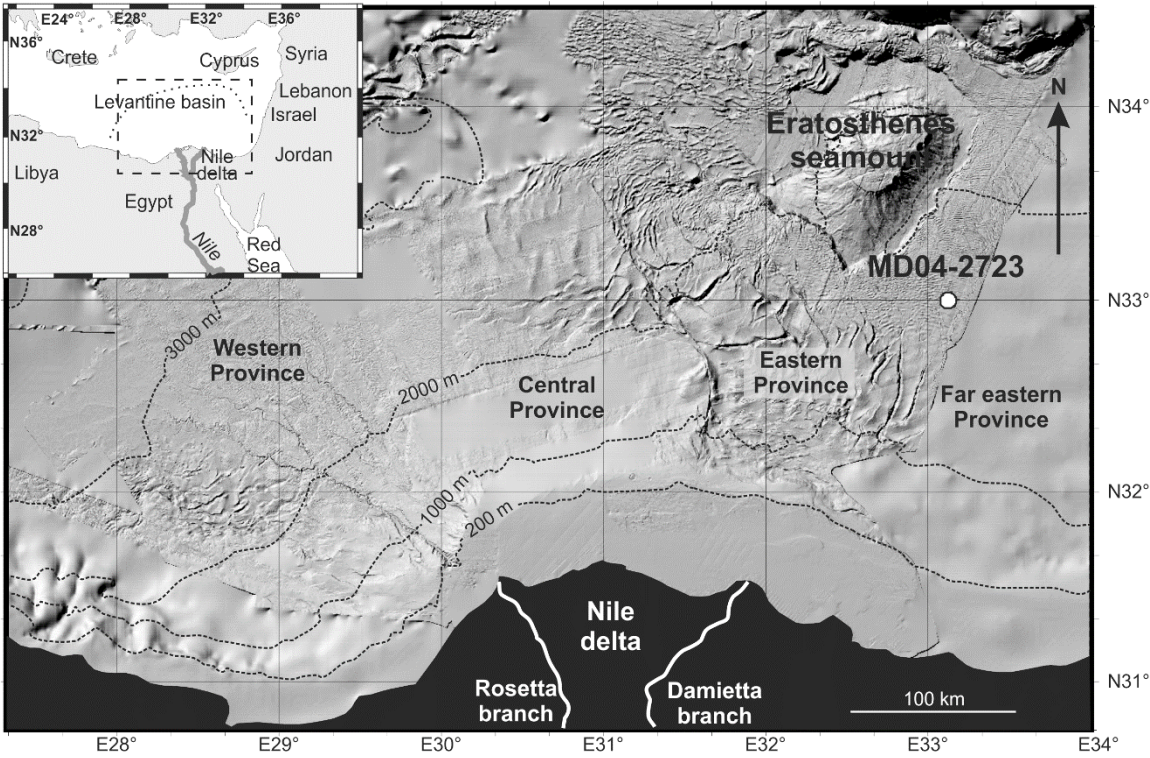 E24°
E28°
E32°
E36°
N36°
Crete
Cyprus
Syria
Levantine basin
Lebanon
Israel
N32°
Nile
delta
Jordan
Libya
Egypt
N28°
Nile
Red
Sea
Eratosthenes
seamount
N
N34°
MD04-2723
N33°
3000 m
Western
Province
2000 m
Central
Province
Eastern
Province
Far eastern
Province
1000 m
200 m
N32°
Nile
delta
Rosetta
branch
Damietta
branch
100 km
N31°
E28°
E29°
E30°
E31°
E32°
E33°
E34°